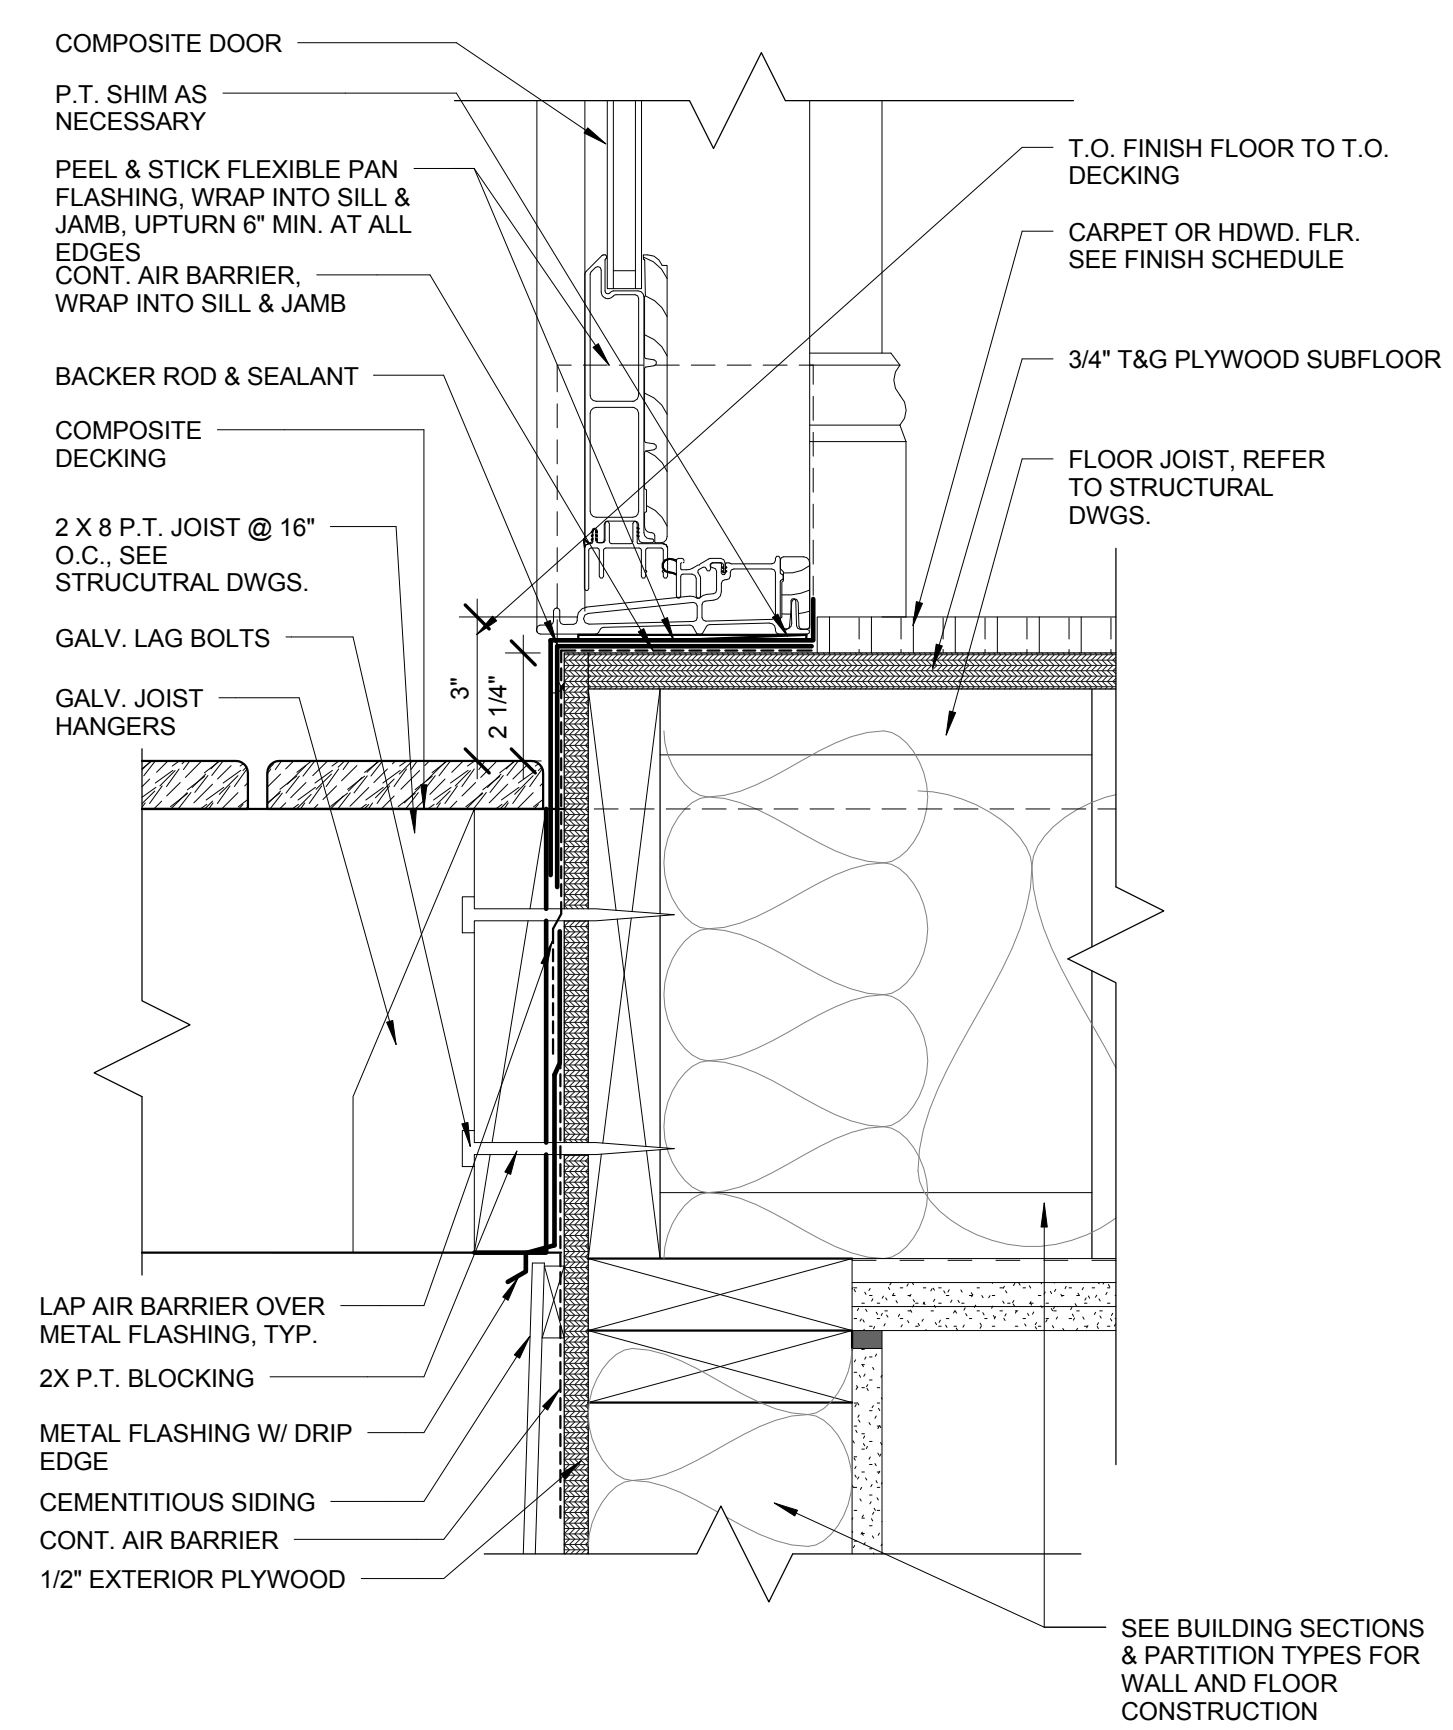 COMPOSITE DOOR
P.T. SHIM AS
NECESSARY
PEEL & STICK FLEXIBLE PAN
FLASHING, WRAP INTO SILL &
JAMB, UPTURN 6" MIN. AT ALL
EDGES
CONT. AIR BARRIER,
WRAP INTO SILL & JAMB
BACKER ROD & SEALANT
COMPOSITE
DECKING
2 X 8 P.T. JOIST @ 16"
O.C., SEE
STRUCUTRAL DWGS.
GALV. LAG BOLTS
GALV. JOIST
HANGERS
3"
2 1/4"
LAP AIR BARRIER OVER
METAL FLASHING, TYP.
2X P.T. BLOCKING
METAL FLASHING W/ DRIP
EDGE
CEMENTITIOUS SIDING
CONT. AIR BARRIER
1/2" EXTERIOR PLYWOOD
T.O. FINISH FLOOR TO T.O.
DECKING
CARPET OR HDWD. FLR.
SEE FINISH SCHEDULE
3/4" T&G PLYWOOD SUBFLOOR
FLOOR JOIST, REFER
TO STRUCTURAL
DWGS.
SEE BUILDING SECTIONS
& PARTITION TYPES FOR
WALL AND FLOOR
CONSTRUCTION